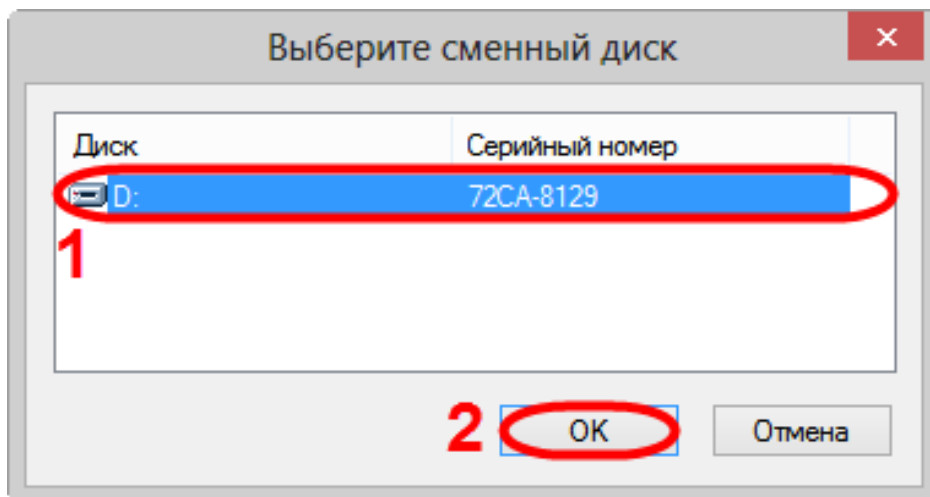 Выберите сменный диск
Диск Серийный номер
D: 72CA-8129
1
2 OK Отмена